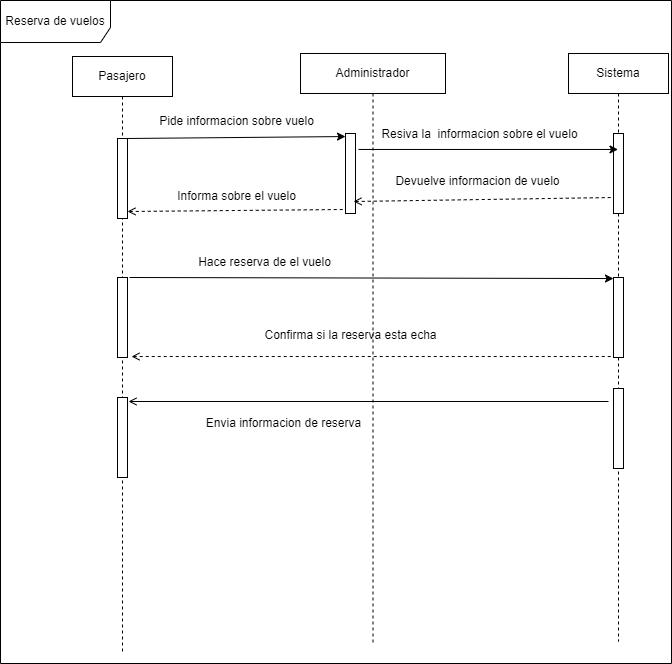 Reserva de vuelos
Pasajero
Administrador
Sistema
Pide informacion sobre vuelo
Resiva la  informacion sobre el vuelo
Devuelve informacion de vuelo
Informa sobre el vuelo
Hace reserva de el vuelo
Confirma si la reserva esta echa
Envia informacion de reserva